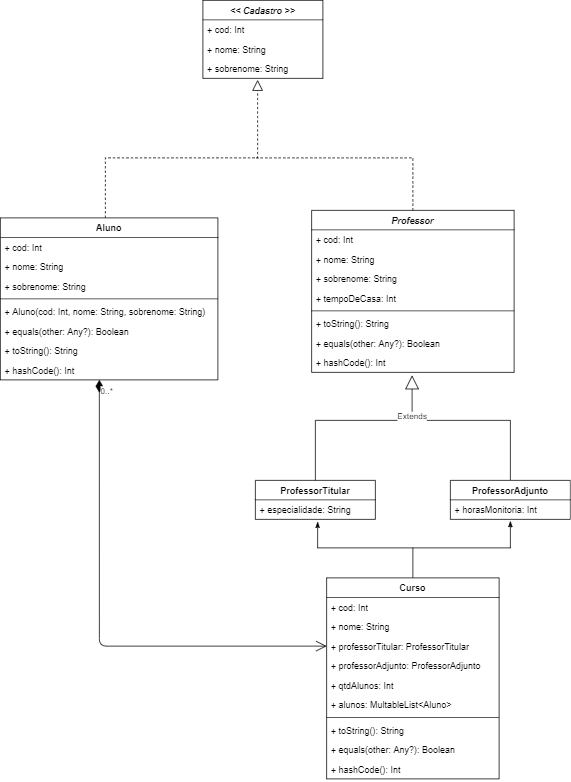 << Cadastro >>
+ cod: Int
+ nome: String
+ sobrenome: String
Aluno
+ cod: Int
+ nome: String
+ sobrenome: String
+ Aluno(cod: Int, nome: String, sobrenome: String)
+ equals(other: Any?): Boolean
+ toString(): String
+ hashCode(): Int
0..*
Professor
+ cod: Int
+ nome: String
+ sobrenome: String
+ tempoDeCasa: Int
+ toString(): String
+ equals(other: Any?): Boolean
+ hashCode(): Int
Extends
ProfessorTitular
+ especialidade: String
ProfessorAdjunto
+ horasMonitoria: Int
Curso
+ cod: Int
+ nome: String
+ professorTitular: ProfessorTitular
+ professorAdjunto: ProfessorAdjunto
+ qtdAlunos: Int
+ alunos: MultableList<Aluno>
+ toString(): String
+ equals(other: Any?): Boolean
+ hashCode(): Int